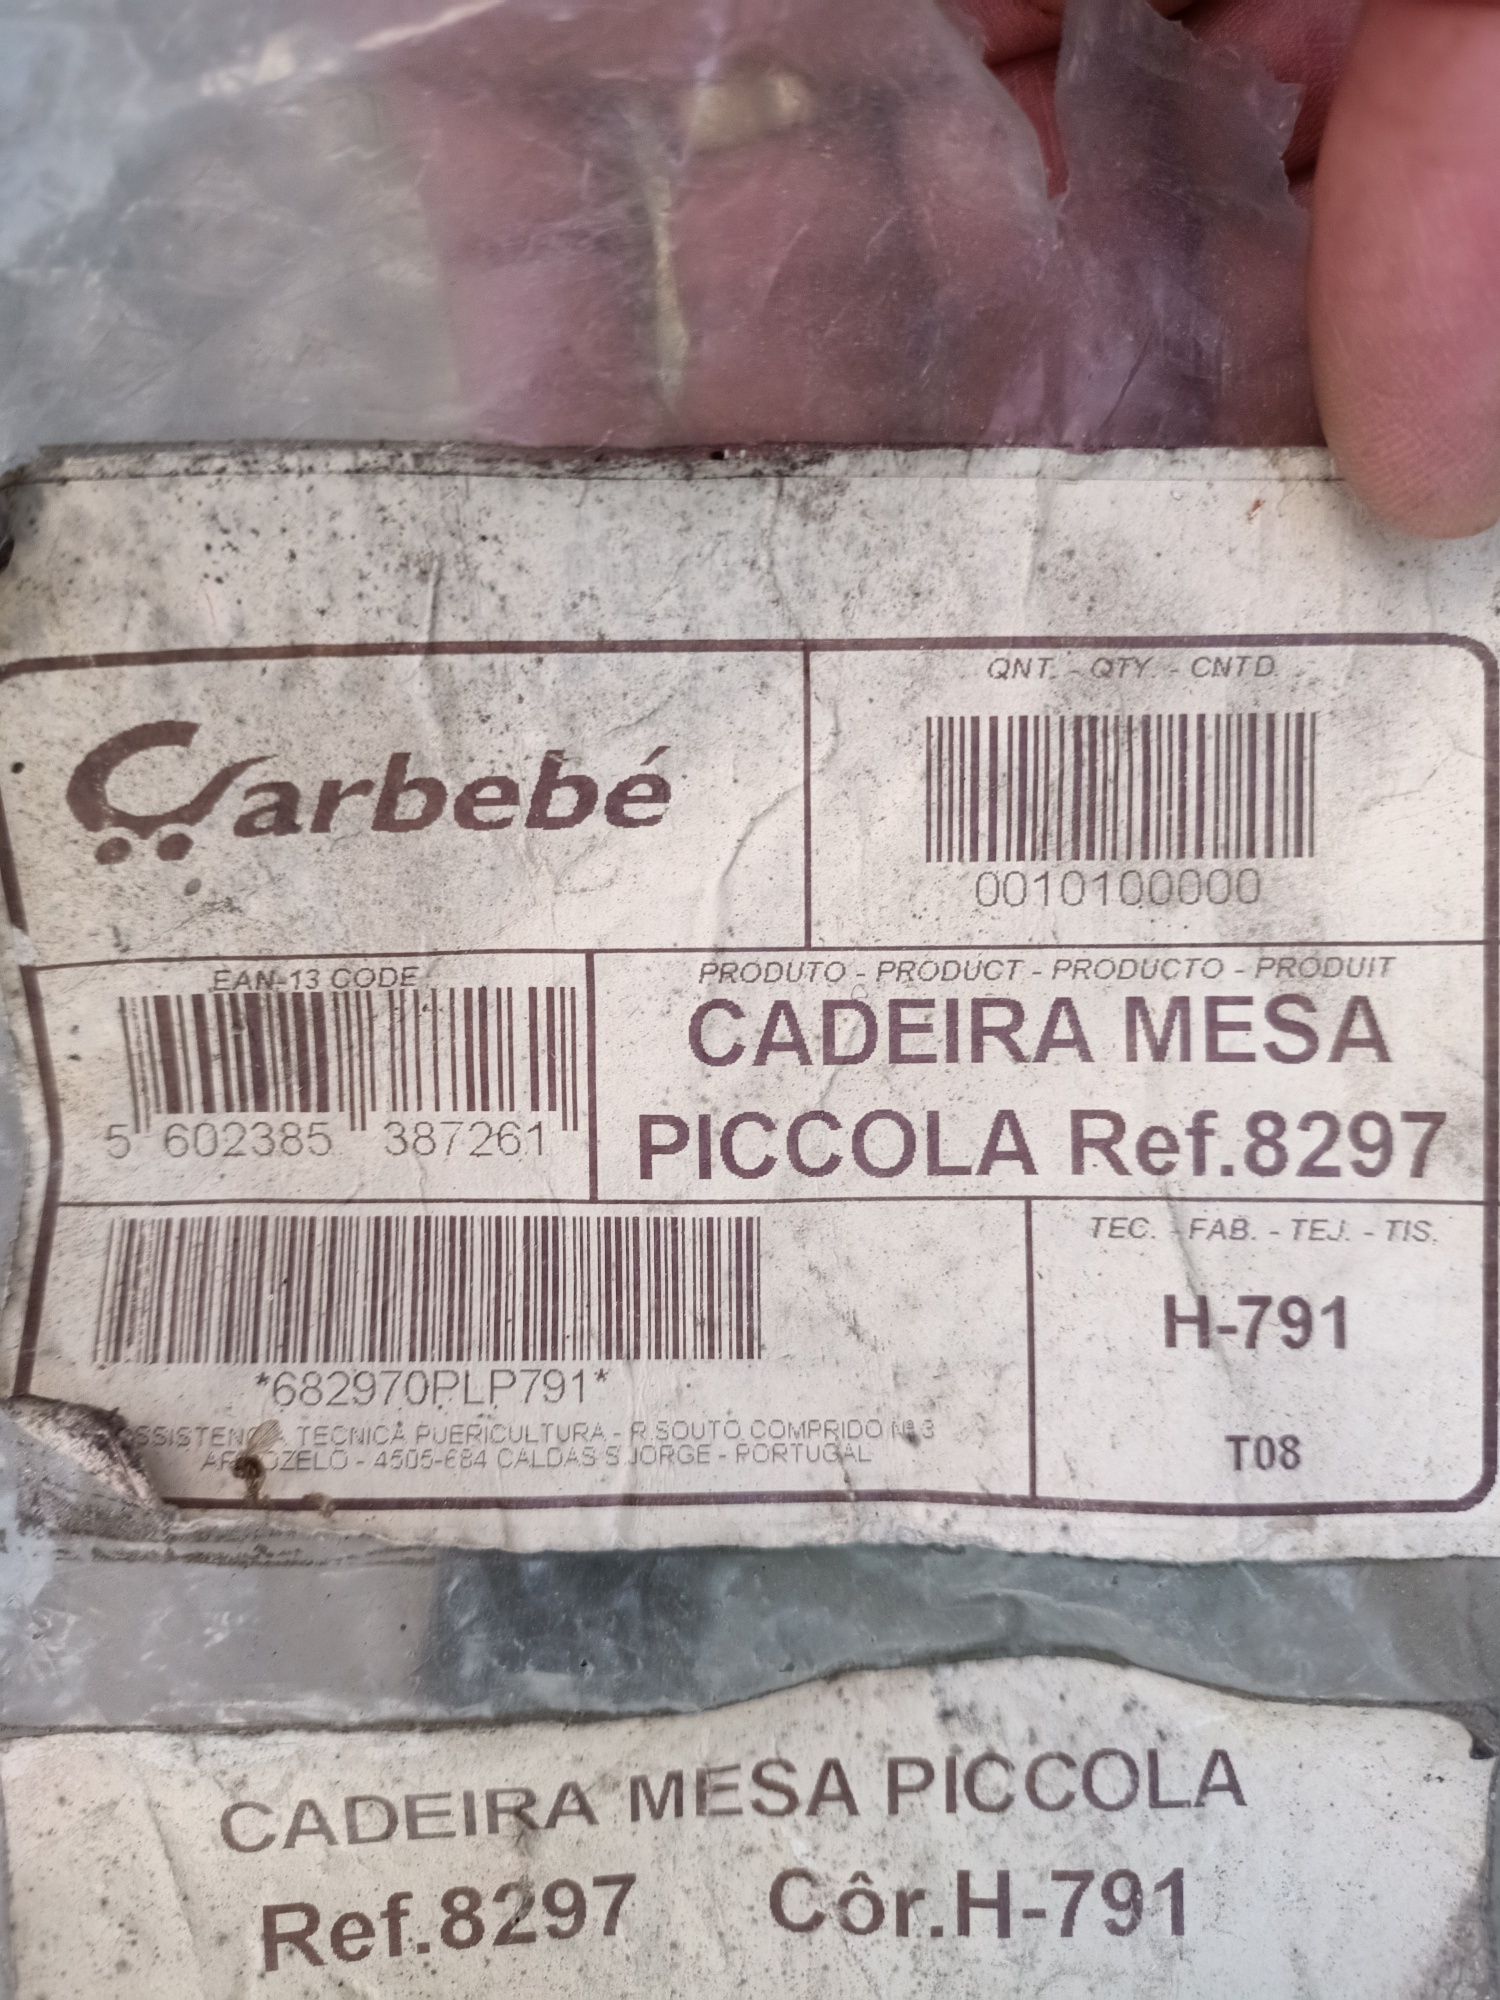 Carbebé
QNT. - QTY. - CNTD.
0010100000
EAN-13 CODE
5 602385 387261
PRODUTO - PRODUCT - PRODUCTO - PRODUIT
CADEIRA MESA
PICCOLA Ref.8297
*682970PLP791*
TECNICA PUERICULTURA - R.SOUTO COMPRIDO Nº 3
- 4505-684 CALDAS S JORGE - PORTUGAL
TEC. - FAB. - TEJ. - TIS.
H-791
T08
CADEIRA MESA PICCOLA
Ref.8297 Côr.H-791